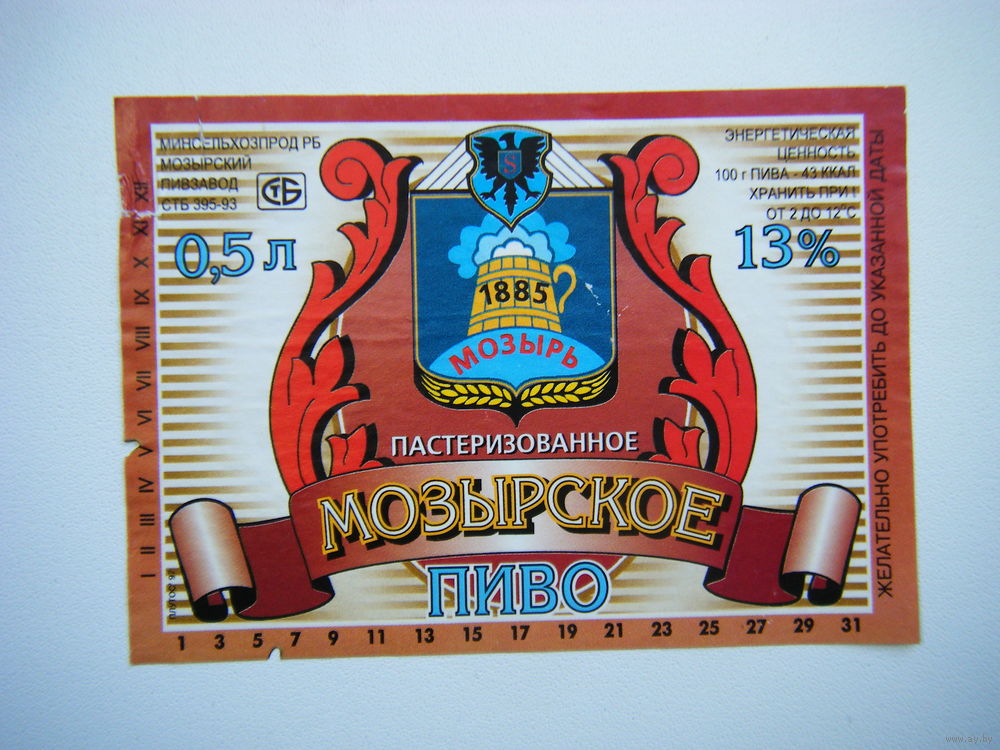 МИНСЕЛЬХОЗПРОД РБ
МОЗЫРСКИЙ
ПИВЗАВОД
СТБ 395-93
СТБ
0,5 л
ЭНЕРГЕТИЧЕСКАЯ
ЦЕННОСТЬ
100 г ПИВА - 43 ККАЛ
ХРАНИТЬ ПРИ t
ОТ 2 ДО 12°С
13%
S
1885
МОЗЫРЬ
ПАСТЕРИЗОВАННОЕ
МОЗЫРСКОЕ
ПИВО
ЖЕЛАТЕЛЬНО УПОТРЕБИТЬ ДО УКАЗАННОЙ ДАТЫ
I II III IV V VI VII VIII IX X XI XII
1 3 5 7 9 11 13 15 17 19 21 23 25 27 29 31
www.ay.by